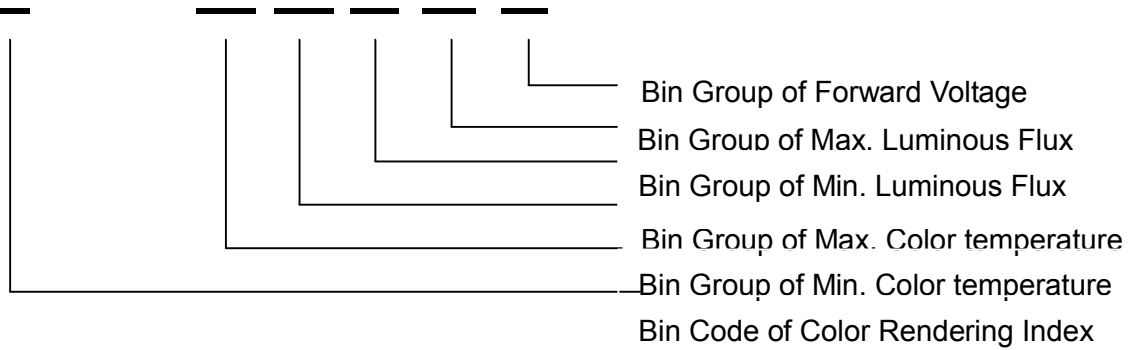 Bin Group of Forward Voltage
Bin Group of Max. Luminous Flux
Bin Group of Min. Luminous Flux
Bin Group of Max. Color temperature
Bin Group of Min. Color temperature
Bin Code of Color Rendering Index